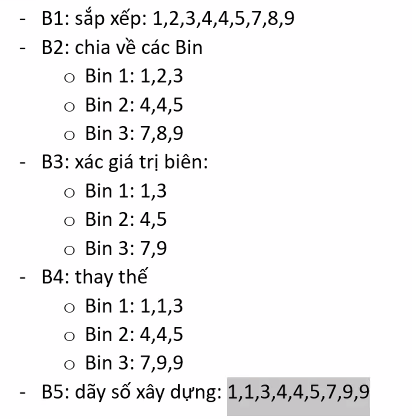 - B1: sắp xếp: 1,2,3,4,4,5,7,8,9
- B2: chia về các Bin
o Bin 1: 1,2,3
o Bin 2: 4,4,5
o Bin 3: 7,8,9
- B3: xác giá trị biên:
o Bin 1: 1,3
o Bin 2: 4,5
o Bin 3: 7,9
- B4: thay thế
o Bin 1: 1,1,3
o Bin 2: 4,4,5
o Bin 3: 7,9,9
- B5: dãy số xây dựng: 1,1,3,4,4,5,7,9,9